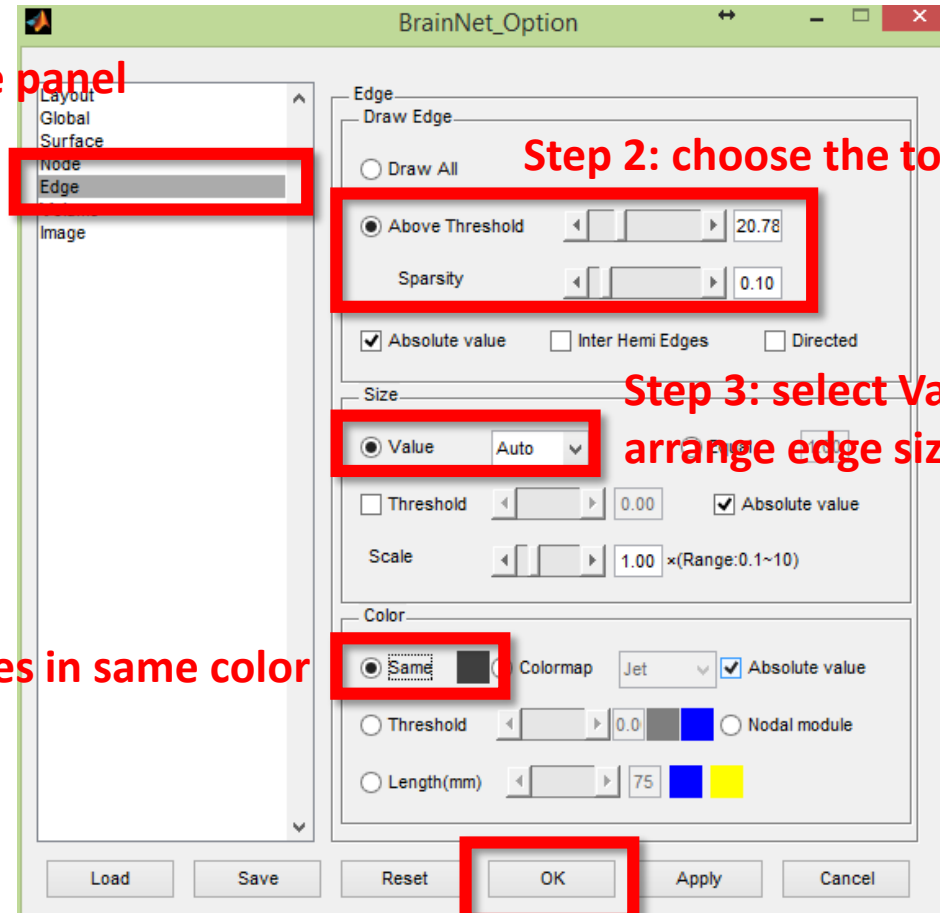 BrainNet_Option
e panel
Layout
Global
Surface
Node
Edge
Image
Edge
Draw Edge
Draw All
Step 2: choose the to
Above Threshold 20.78
Sparsity 0.10
Absolute value Inter Hemi Edges Directed
Size
Step 3: select Va
Value Auto
arrange edge siz
Threshold 0.00 Absolute value
Scale 1.00 ×(Range:0.1~10)
Color
es in same color
Same Colormap Jet Absolute value
Threshold 0.0 Nodal module
Length(mm) 75
Load Save Reset OK Apply Cancel